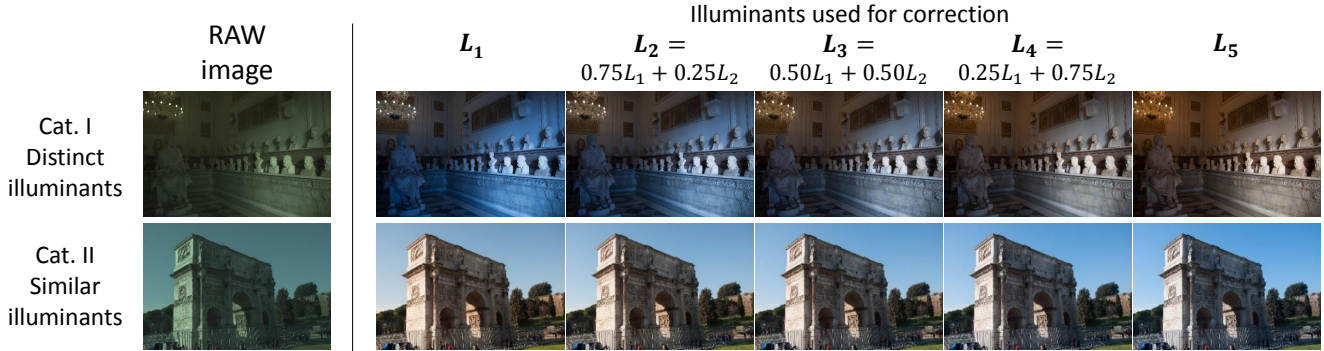 Illuminants used for correction
RAW
image
L₁
L₂ =
0.75L₁ + 0.25L₂
L₃ =
0.50L₁ + 0.50L₂
L₄ =
0.25L₁ + 0.75L₂
L₅
Cat. I
Distinct
illuminants
Cat. II
Similar
illuminants